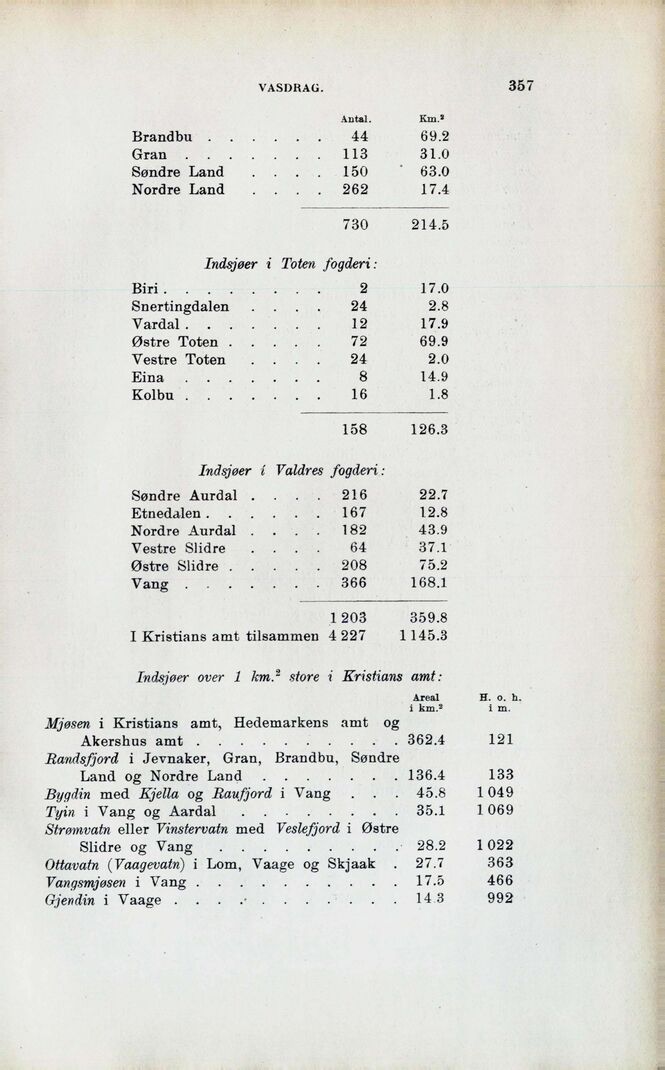 VASDRAG. 357
Antal. Km.²
Brandbu . . . . . . 44 69.2
Gran . . . . . . . 113 31.0
Søndre Land . . . . 150 63.0
Nordre Land . . . . 262 17.4
730 214.5
Indsjøer i Toten fogderi:
Biri . . . . . . . . 2 17.0
Snertingdalen . . . . 24 2.8
Vardal . . . . . . . 12 17.9
Østre Toten . . . . . 72 69.9
Vestre Toten . . . . 24 2.0
Eina . . . . . . . 8 14.9
Kolbu . . . . . . . 16 1.8
158 126.3
Indsjøer i Valdres fogderi:
Søndre Aurdal . . . . 216 22.7
Etnedalen . . . . . . 167 12.8
Nordre Aurdal . . . . 182 43.9
Vestre Slidre . . . . 64 37.1
Østre Slidre . . . . . 208 75.2
Vang . . . . . . . 366 168.1
1 203 359.8
I Kristians amt tilsammen 4 227 1 145.3
Indsjøer over 1 km.² store i Kristians amt:
Areal H. o. h.
i km.² i m.
Mjøsen i Kristians amt, Hedemarkens amt og
Akershus amt . . . . . . . . . . 362.4 121
Randsfjord i Jevnaker, Gran, Brandbu, Søndre
Land og Nordre Land . . . . . . . 136.4 133
Bygdin med Kjella og Raufjord i Vang . . . 45.8 1 049
Tyin i Vang og Aardal . . . . . . . . 35.1 1 069
Strømvatn eller Vinstervatn med Veslefjord i Østre
Slidre og Vang . . . . . . . . . 28.2 1 022
Ottavatn (Vaagevatn) i Lom, Vaage og Skjaak . 27.7 363
Vangsmjøsen i Vang . . . . . . . . . . 17.5 466
Gjendin i Vaage . . . . . . . . . . . 14.3 992